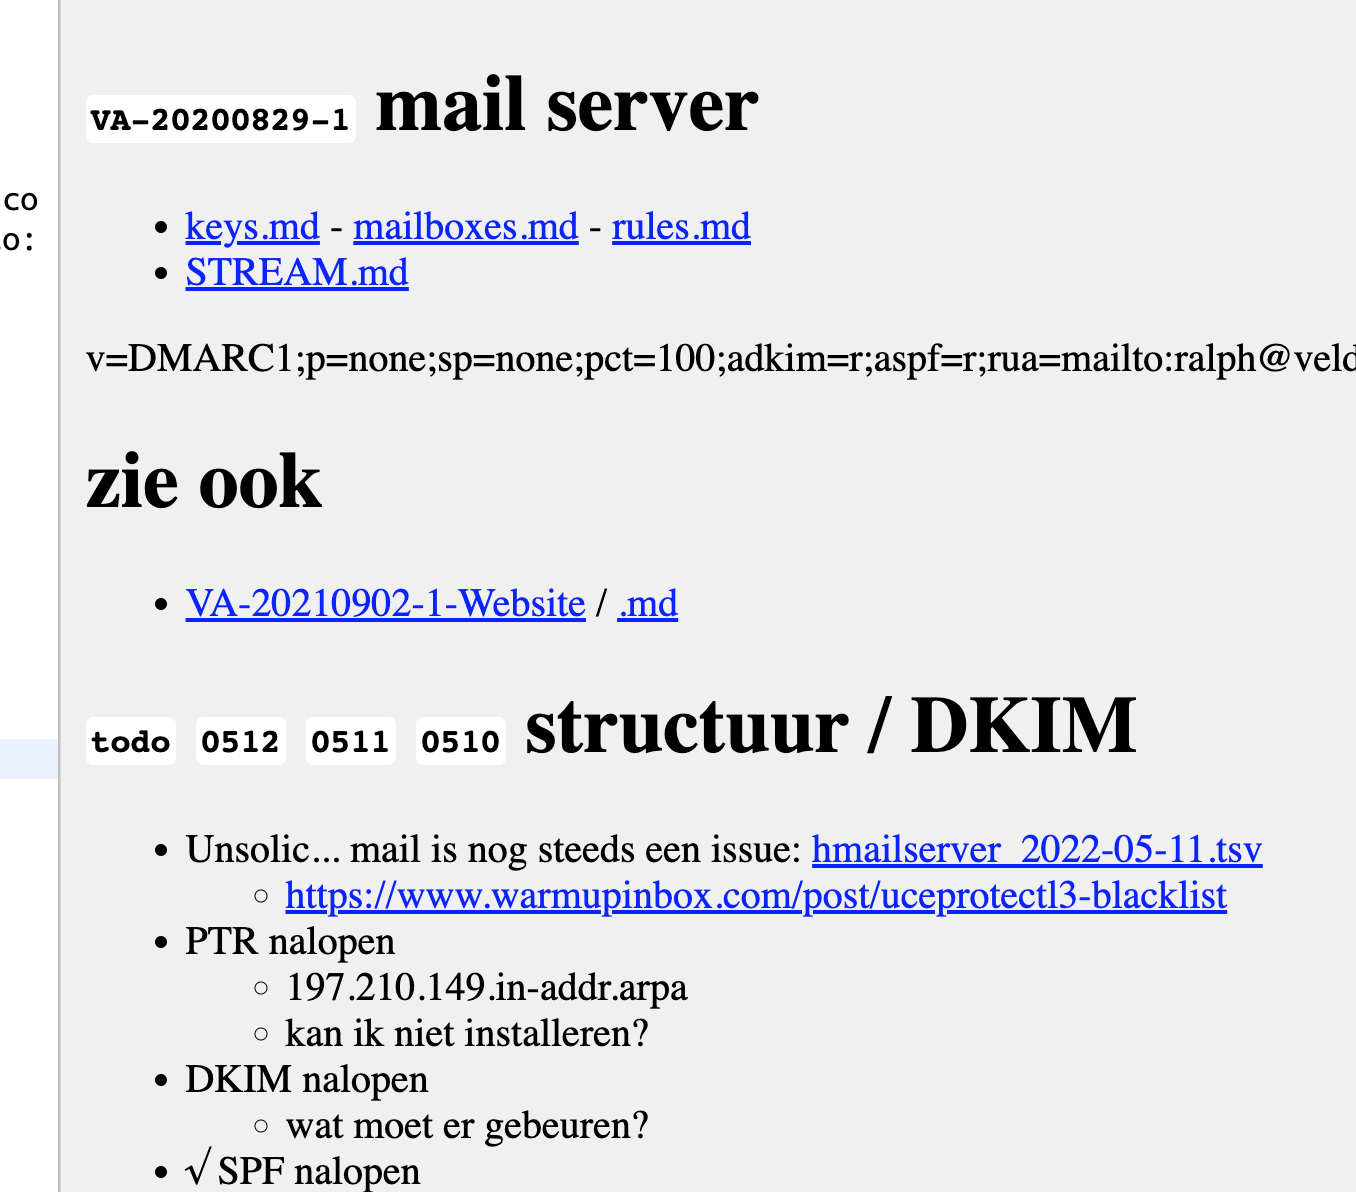 VA-20200829-1 mail server
co
o:
keys.md - mailboxes.md - rules.md
STREAM.md
v=DMARC1;p=none;sp=none;pct=100;adkim=r;aspf=r;rua=mailto:ralph@veld
zie ook
VA-20210902-1-Website / .md
todo 0512 0511 0510 structuur / DKIM
Unsolic... mail is nog steeds een issue: hmailserver_2022-05-11.tsv
https://www.warmupinbox.com/post/uceprotectl3-blacklist
PTR nalopen
197.210.149.in-addr.arpa
kan ik niet installeren?
DKIM nalopen
wat moet er gebeuren?
√ SPF nalopen